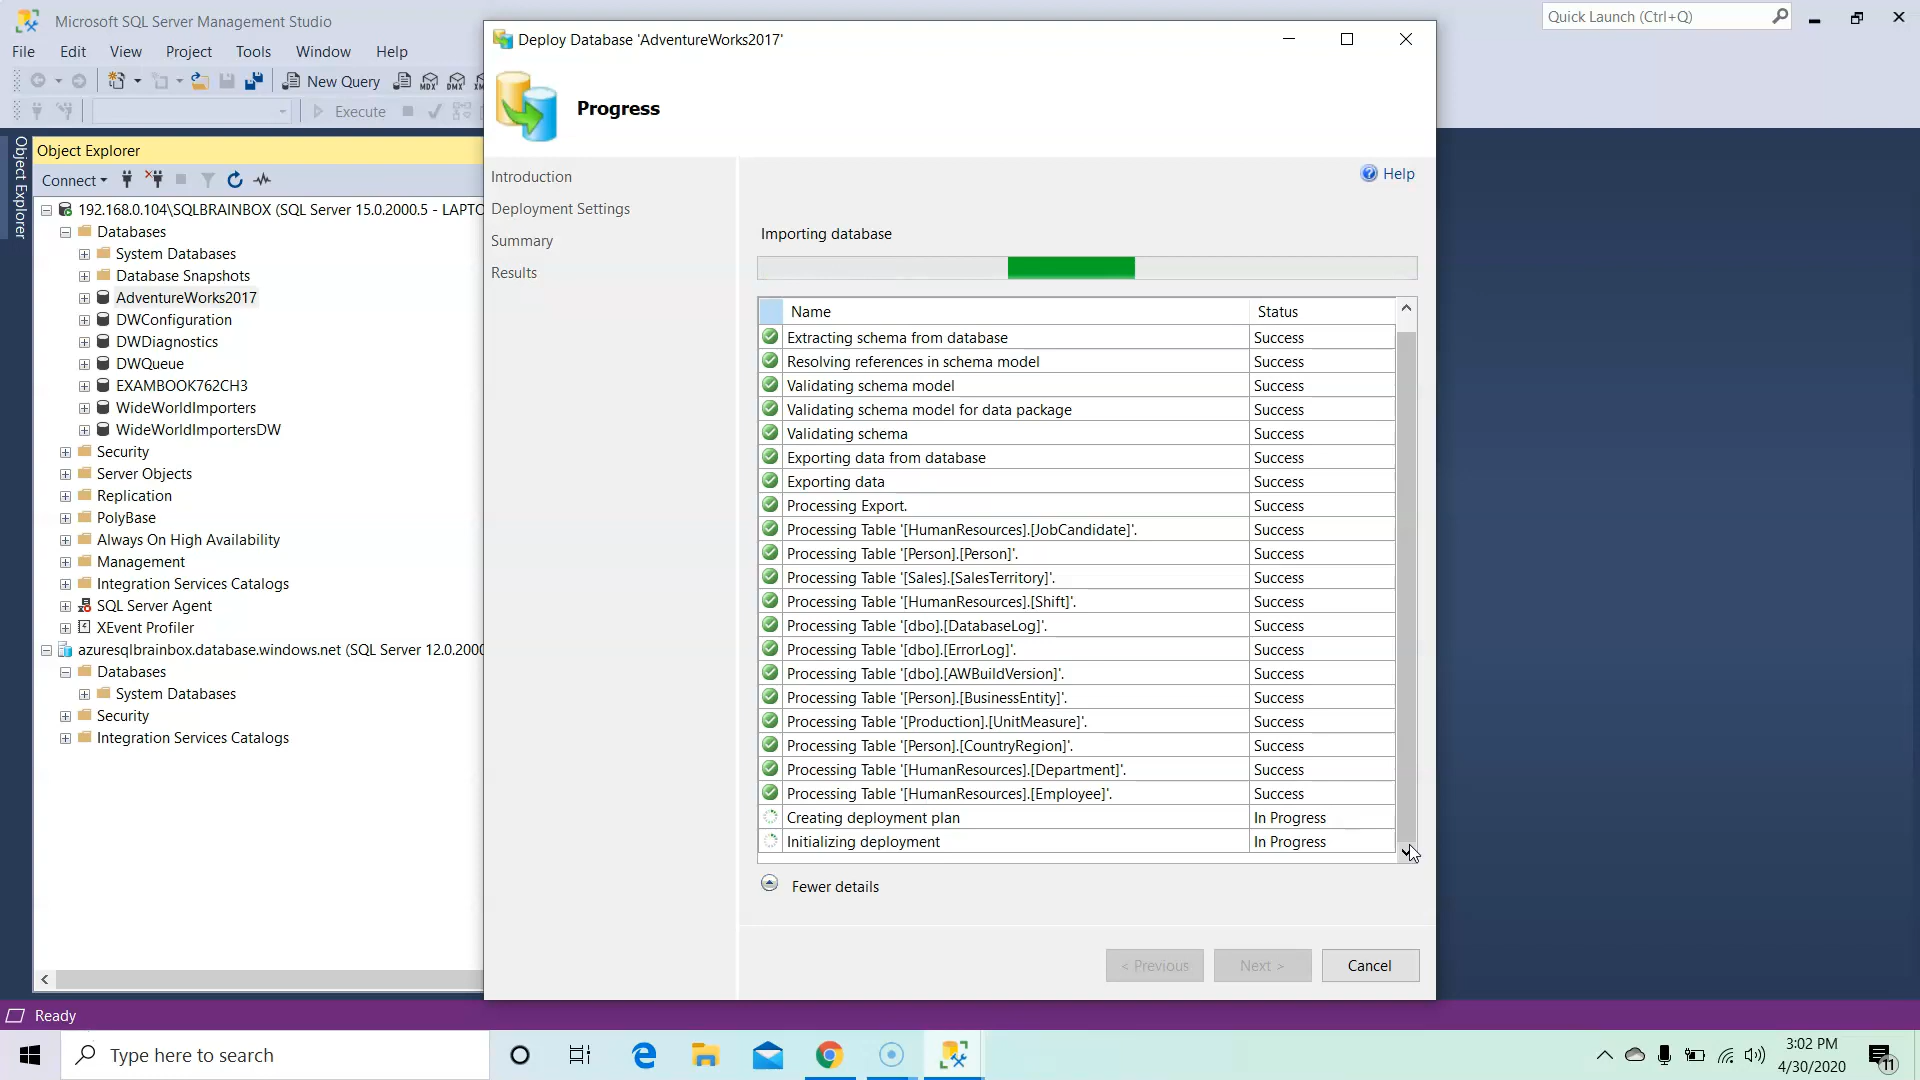 Microsoft SQL Server Management Studio
Quick Launch (Ctrl+Q)
File Edit View Project Tools Window Help
New Query
MDX DMX
Execute
Object Explorer
Object Explorer
Connect
192.168.0.104\SQLBRAINBOX (SQL Server 15.0.2000.5 - LAPTO
Databases
System Databases
Database Snapshots
AdventureWorks2017
DWConfiguration
DWDiagnostics
DWQueue
EXAMBOOK762CH3
WideWorldImporters
WideWorldImportersDW
Security
Server Objects
Replication
PolyBase
Always On High Availability
Management
Integration Services Catalogs
SQL Server Agent
XEvent Profiler
azuresqlbrainbox.database.windows.net (SQL Server 12.0.2000
Databases
System Databases
Security
Integration Services Catalogs
Deploy Database 'AdventureWorks2017'
Progress
Introduction
Deployment Settings
Summary
Results
Help
Importing database
Name Status
Extracting schema from database Success
Resolving references in schema model Success
Validating schema model Success
Validating schema model for data package Success
Validating schema Success
Exporting data from database Success
Exporting data Success
Processing Export. Success
Processing Table '[HumanResources].[JobCandidate]'. Success
Processing Table '[Person].[Person]'. Success
Processing Table '[Sales].[SalesTerritory]'. Success
Processing Table '[HumanResources].[Shift]'. Success
Processing Table '[dbo].[DatabaseLog]'. Success
Processing Table '[dbo].[ErrorLog]'. Success
Processing Table '[dbo].[AWBuildVersion]'. Success
Processing Table '[Person].[BusinessEntity]'. Success
Processing Table '[Production].[UnitMeasure]'. Success
Processing Table '[Person].[CountryRegion]'. Success
Processing Table '[HumanResources].[Department]'. Success
Processing Table '[HumanResources].[Employee]'. Success
Creating deployment plan In Progress
Initializing deployment In Progress
Fewer details
< Previous Next > Cancel
Ready
Type here to search
3:02 PM
4/30/2020
11